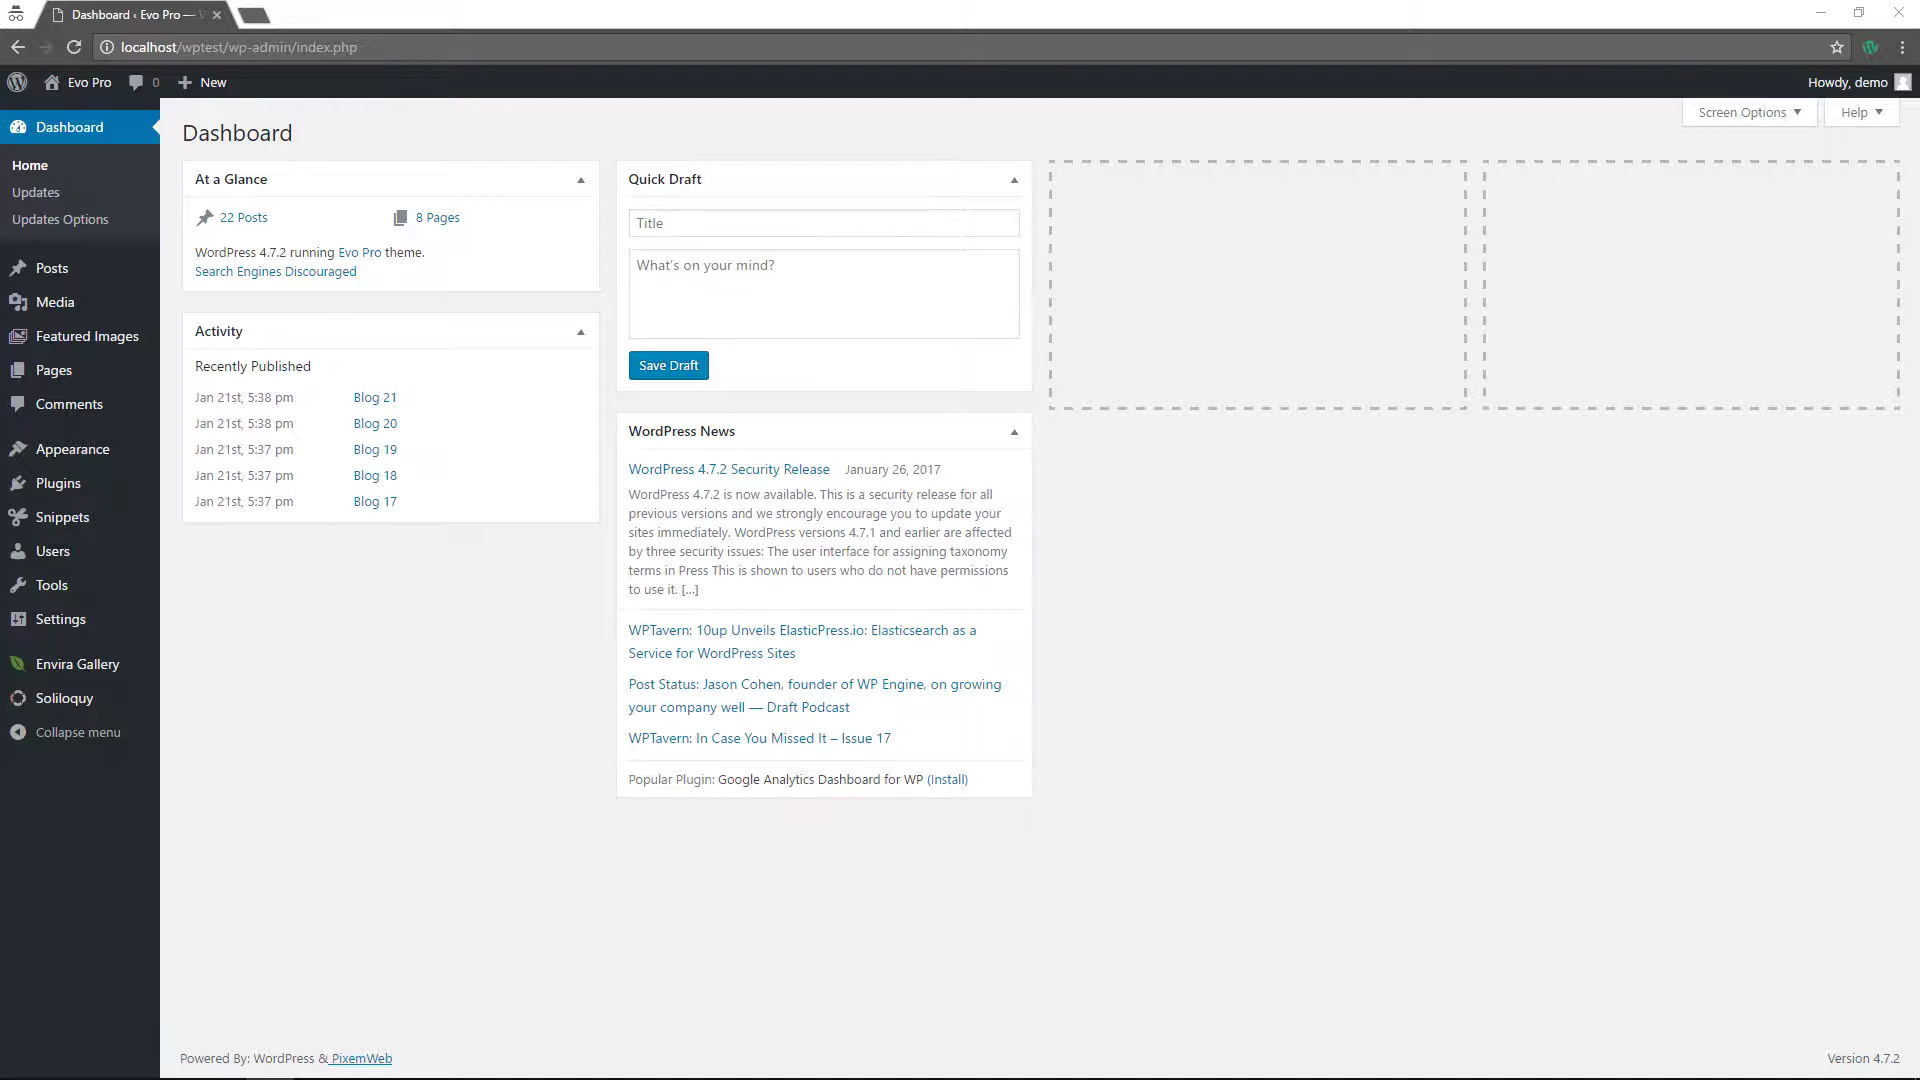 Dashboard ‹ Evo Pro —
localhost/wptest/wp-admin/index.php
Evo Pro
0
New
Howdy, demo
Dashboard
Home
Updates
Updates Options
Posts
Media
Featured Images
Pages
Comments
Appearance
Plugins
Snippets
Users
Tools
Settings
Envira Gallery
Soliloquy
Collapse menu
Screen Options
Help
Dashboard
At a Glance
22 Posts
8 Pages
WordPress 4.7.2 running Evo Pro theme.
Search Engines Discouraged
Activity
Recently Published
Jan 21st, 5:38 pm Blog 21
Jan 21st, 5:38 pm Blog 20
Jan 21st, 5:37 pm Blog 19
Jan 21st, 5:37 pm Blog 18
Jan 21st, 5:37 pm Blog 17
Quick Draft
Title
What's on your mind?
Save Draft
WordPress News
WordPress 4.7.2 Security Release January 26, 2017
WordPress 4.7.2 is now available. This is a security release for all
previous versions and we strongly encourage you to update your
sites immediately. WordPress versions 4.7.1 and earlier are affected
by three security issues: The user interface for assigning taxonomy
terms in Press This is shown to users who do not have permissions
to use it. [...]
WPTavern: 10up Unveils ElasticPress.io: Elasticsearch as a
Service for WordPress Sites
Post Status: Jason Cohen, founder of WP Engine, on growing
your company well — Draft Podcast
WPTavern: In Case You Missed It – Issue 17
Popular Plugin: Google Analytics Dashboard for WP (Install)
Powered By: WordPress & PixemWeb
Version 4.7.2